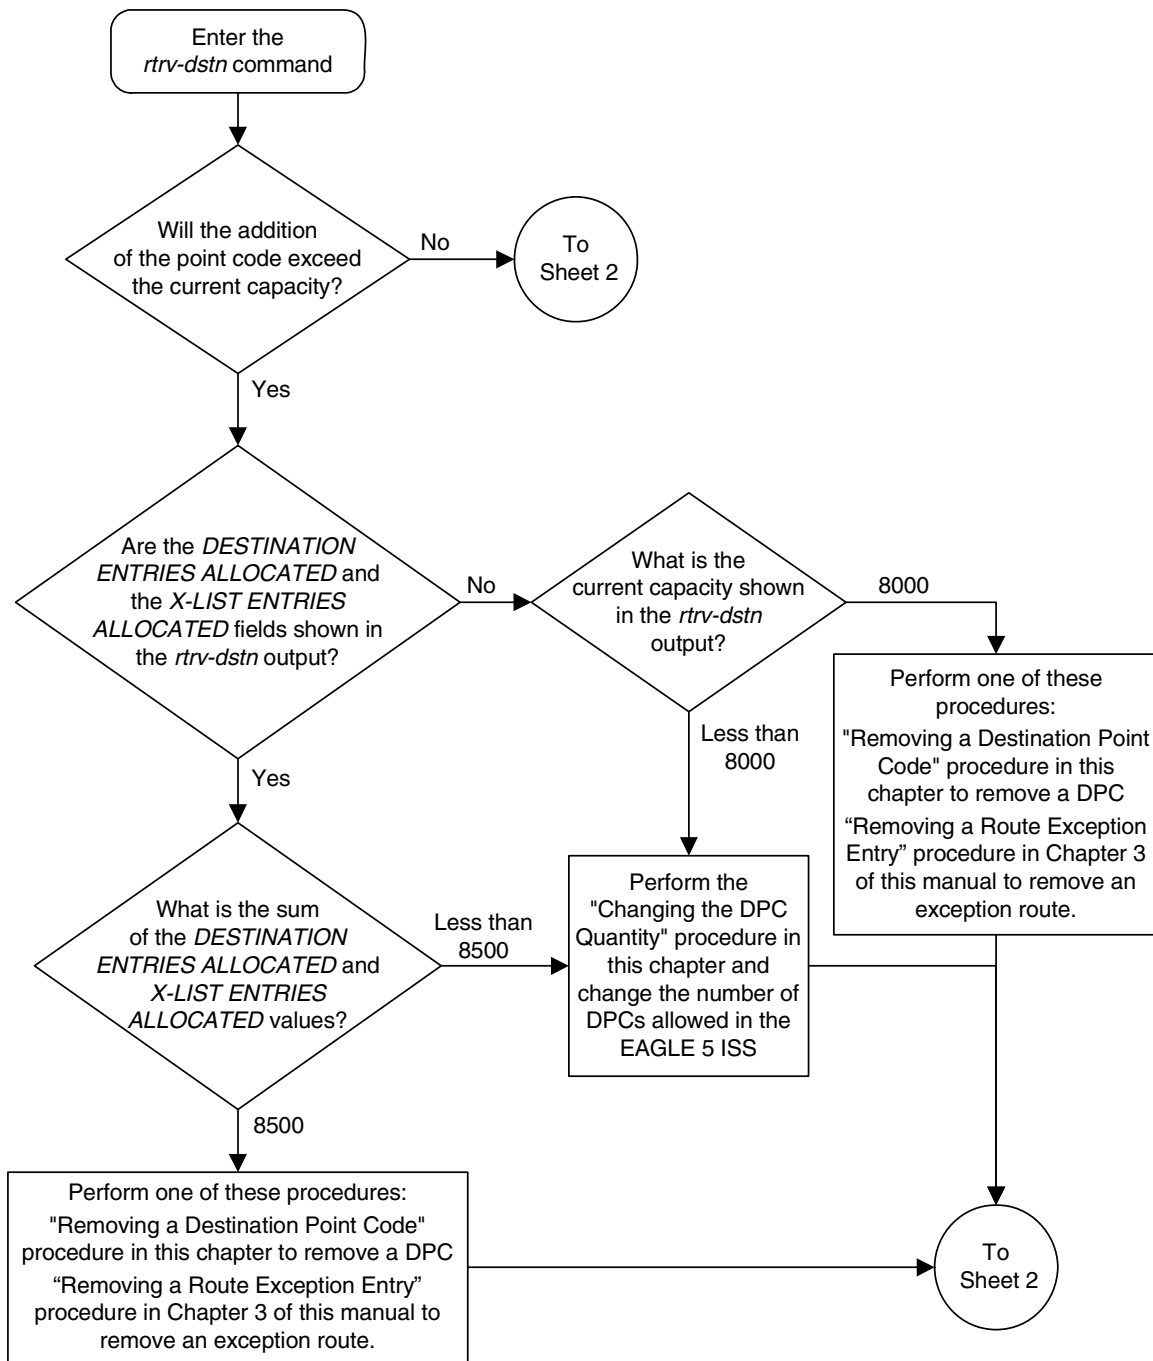 Enter the
rtrv-dstn command
Will the addition
of the point code exceed
the current capacity?
No
To
Sheet 2
Yes
Are the DESTINATION
ENTRIES ALLOCATED and
the X-LIST ENTRIES
ALLOCATED fields shown in
the rtrv-dstn output?
No
What is the
current capacity shown
in the rtrv-dstn
output?
8000
Perform one of these
procedures:
"Removing a Destination Point
Code" procedure in this
chapter to remove a DPC
“Removing a Route Exception
Entry” procedure in Chapter 3
of this manual to remove an
exception route.
Less than
8000
Yes
What is the sum
of the DESTINATION
ENTRIES ALLOCATED and
X-LIST ENTRIES
ALLOCATED values?
Less than
8500
Perform the
"Changing the DPC
Quantity" procedure in
this chapter and
change the number of
DPCs allowed in the
EAGLE 5 ISS
8500
Perform one of these procedures:
"Removing a Destination Point Code"
procedure in this chapter to remove a DPC
“Removing a Route Exception Entry”
procedure in Chapter 3 of this manual to
remove an exception route.
To
Sheet 2